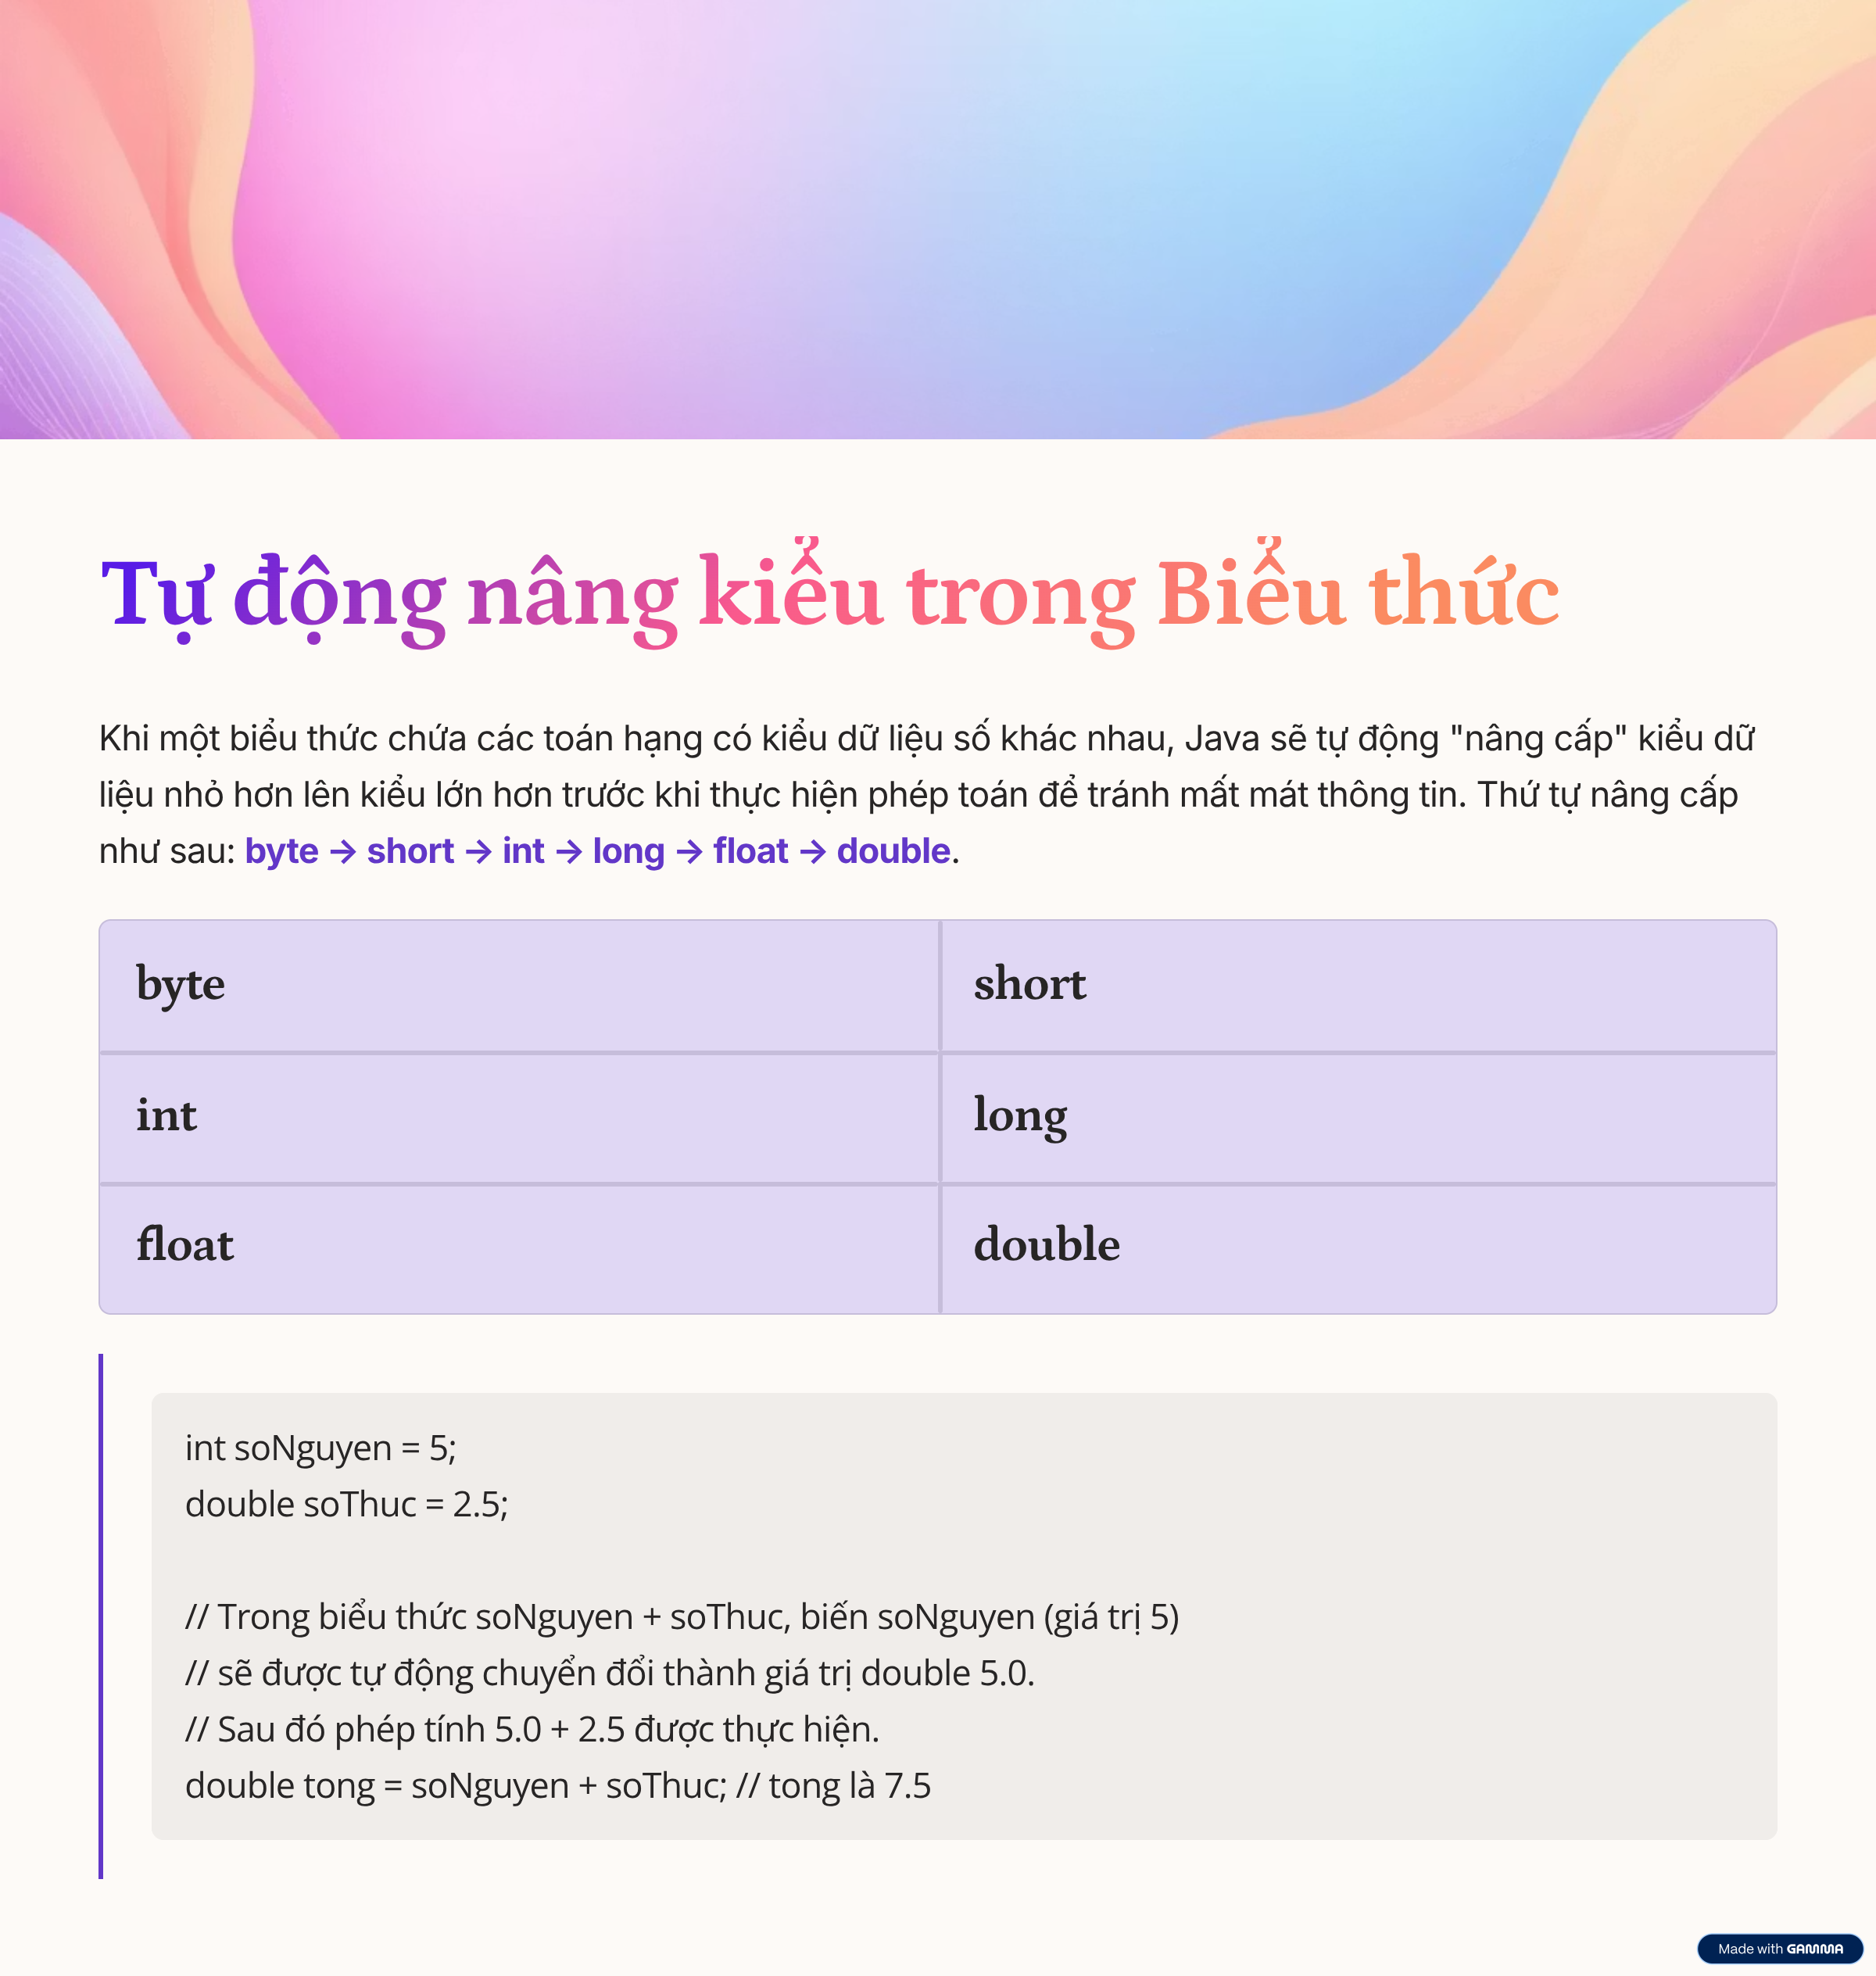 Tự động nâng kiểu trong Biểu thức
Khi một biểu thức chứa các toán hạng có kiểu dữ liệu số khác nhau, Java sẽ tự động "nâng cấp" kiểu dữ
liệu nhỏ hơn lên kiểu lớn hơn trước khi thực hiện phép toán để tránh mất mát thông tin. Thứ tự nâng cấp
như sau: byte → short → int → long → float → double.
byte
short
int
long
float
double
int soNguyen = 5;
double soThuc = 2.5;
// Trong biểu thức soNguyen + soThuc, biến soNguyen (giá trị 5)
// sẽ được tự động chuyển đổi thành giá trị double 5.0.
// Sau đó phép tính 5.0 + 2.5 được thực hiện.
double tong = soNguyen + soThuc; // tong là 7.5
Made with GAMMA